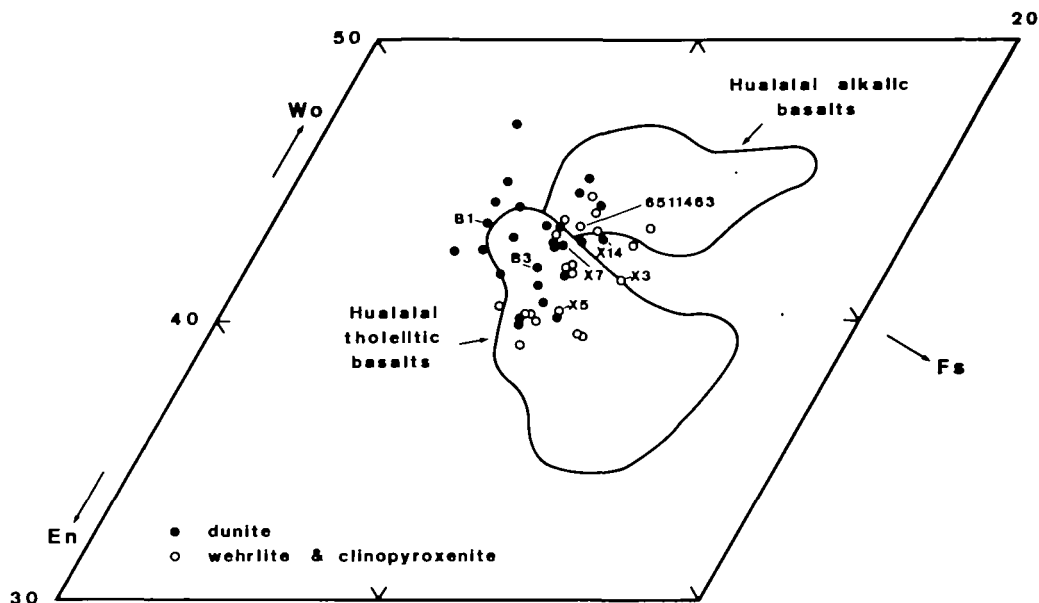 20
50
Hualalai alkalic
basalts
Wo
6511463
B1
X14
B3
X7
X3
X5
40
Hualalai
tholeiitic
basalts
Fs
En
dunite
wehrlite & clinopyroxenite
30